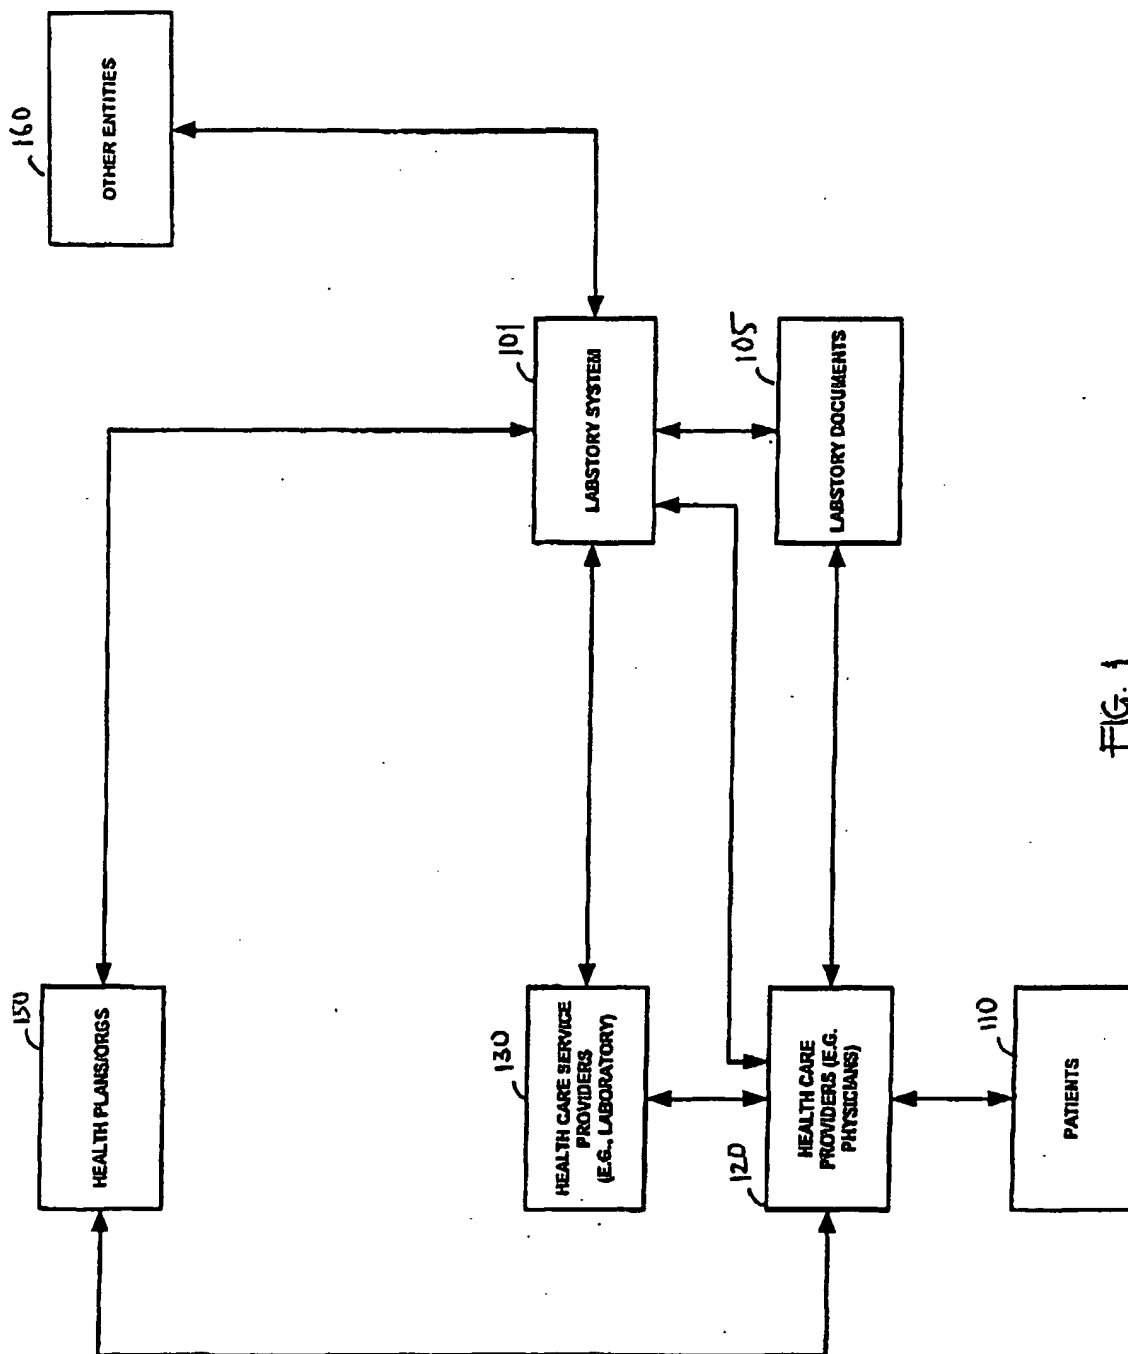 160
OTHER ENTITIES
101
LABSTORY SYSTEM
105
LABSTORY DOCUMENTS
150
HEALTH PLANS/ORGS
130
HEALTH CARE SERVICE
PROVIDERS
(E.G., LABORATORY)
120
HEALTH CARE
PROVIDERS (E.G.
PHYSICIANS)
110
PATIENTS
FIG. 1